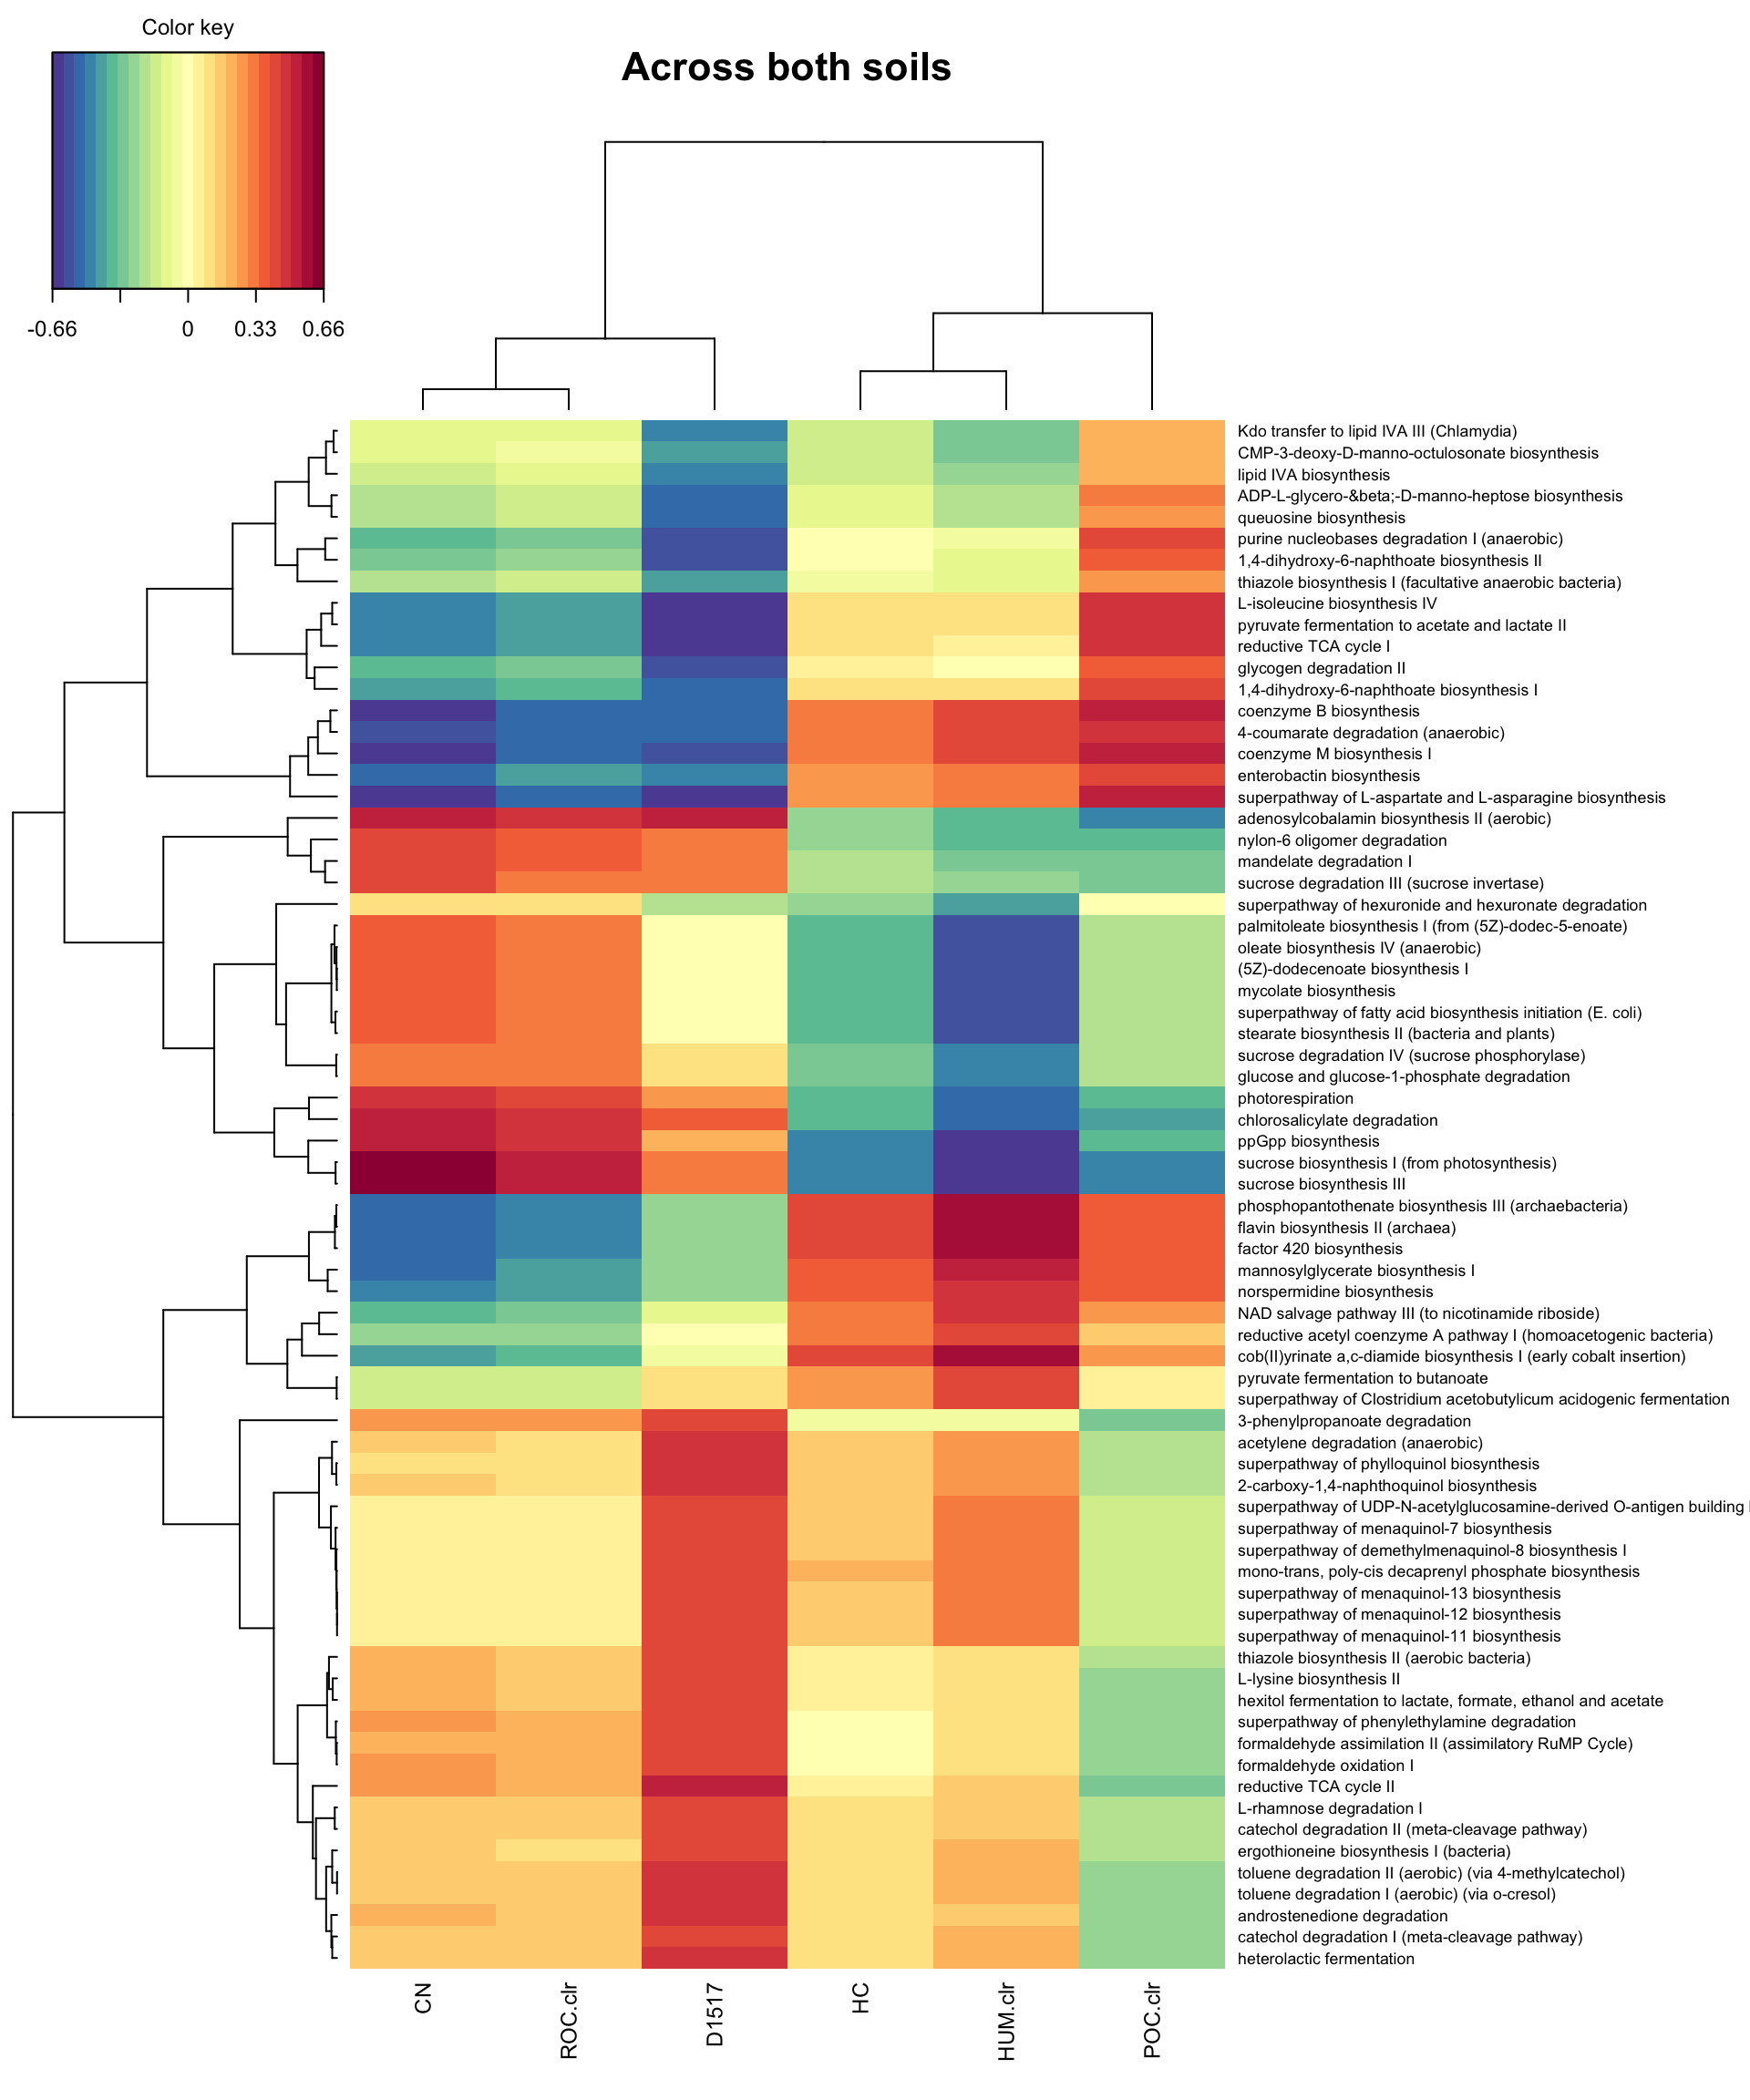 Color key
Across both soils
-0.66 0 0.33 0.66
Kdo transfer to lipid IVA III (Chlamydia)
CMP-3-deoxy-D-manno-octulosonate biosynthesis
lipid IVA biosynthesis
ADP-L-glycero-&beta;-D-manno-heptose biosynthesis
queuosine biosynthesis
purine nucleobases degradation I (anaerobic)
1,4-dihydroxy-6-naphthoate biosynthesis II
thiazole biosynthesis I (facultative anaerobic bacteria)
L-isoleucine biosynthesis IV
pyruvate fermentation to acetate and lactate II
reductive TCA cycle I
glycogen degradation II
1,4-dihydroxy-6-naphthoate biosynthesis I
coenzyme B biosynthesis
4-coumarate degradation (anaerobic)
coenzyme M biosynthesis I
enterobactin biosynthesis
superpathway of L-aspartate and L-asparagine biosynthesis
adenosylcobalamin biosynthesis II (aerobic)
nylon-6 oligomer degradation
mandelate degradation I
sucrose degradation III (sucrose invertase)
superpathway of hexuronide and hexuronate degradation
palmitoleate biosynthesis I (from (5Z)-dodec-5-enoate)
oleate biosynthesis IV (anaerobic)
(5Z)-dodecenoate biosynthesis I
mycolate biosynthesis
superpathway of fatty acid biosynthesis initiation (E. coli)
stearate biosynthesis II (bacteria and plants)
sucrose degradation IV (sucrose phosphorylase)
glucose and glucose-1-phosphate degradation
photorespiration
chlorosalicylate degradation
ppGpp biosynthesis
sucrose biosynthesis I (from photosynthesis)
sucrose biosynthesis III
phosphopantothenate biosynthesis III (archaebacteria)
flavin biosynthesis II (archaea)
factor 420 biosynthesis
mannosylglycerate biosynthesis I
norspermidine biosynthesis
NAD salvage pathway III (to nicotinamide riboside)
reductive acetyl coenzyme A pathway I (homoacetogenic bacteria)
cob(II)yrinate a,c-diamide biosynthesis I (early cobalt insertion)
pyruvate fermentation to butanoate
superpathway of Clostridium acetobutylicum acidogenic fermentation
3-phenylpropanoate degradation
acetylene degradation (anaerobic)
superpathway of phylloquinol biosynthesis
2-carboxy-1,4-naphthoquinol biosynthesis
superpathway of UDP-N-acetylglucosamine-derived O-antigen building
superpathway of menaquinol-7 biosynthesis
superpathway of demethylmenaquinol-8 biosynthesis I
mono-trans, poly-cis decaprenyl phosphate biosynthesis
superpathway of menaquinol-13 biosynthesis
superpathway of menaquinol-12 biosynthesis
superpathway of menaquinol-11 biosynthesis
thiazole biosynthesis II (aerobic bacteria)
L-lysine biosynthesis II
hexitol fermentation to lactate, formate, ethanol and acetate
superpathway of phenylethylamine degradation
formaldehyde assimilation II (assimilatory RuMP Cycle)
formaldehyde oxidation I
reductive TCA cycle II
L-rhamnose degradation I
catechol degradation II (meta-cleavage pathway)
ergothioneine biosynthesis I (bacteria)
toluene degradation II (aerobic) (via 4-methylcatechol)
toluene degradation I (aerobic) (via o-cresol)
androstenedione degradation
catechol degradation I (meta-cleavage pathway)
heterolactic fermentation
CN
ROC.clr
D1517
HC
HUM.clr
POC.clr